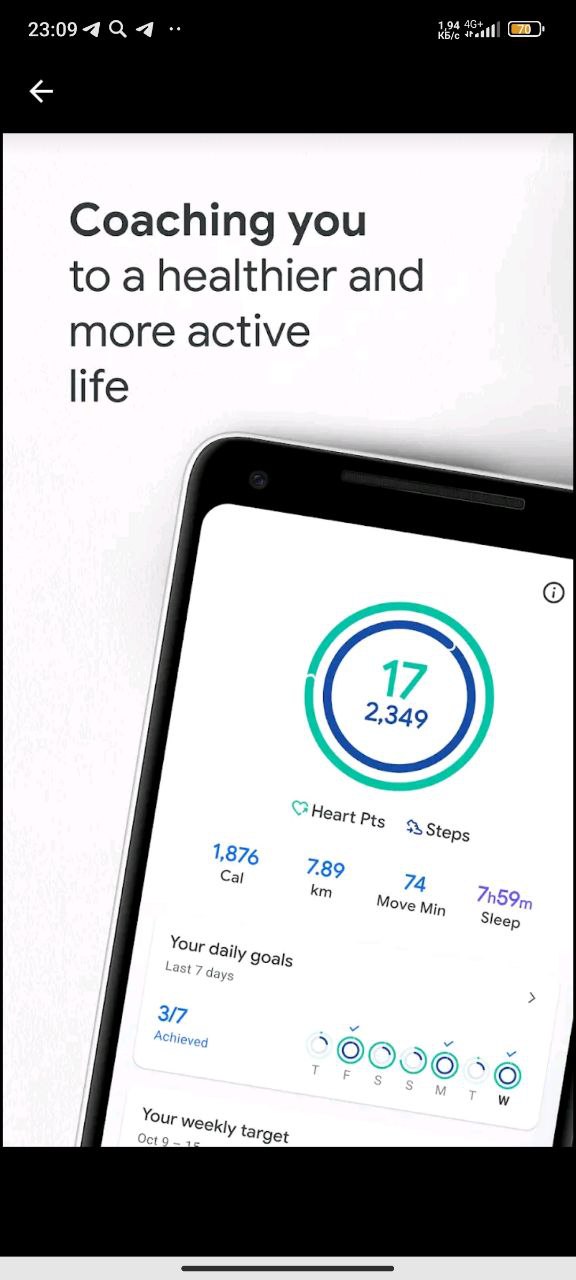 23:09
1,94 КБ/с 4G+ 70
Coaching you
to a healthier and
more active
life
17
2,349
Heart Pts Steps
1,876 7.89 74 7h59m
Cal km Move Min Sleep
Your daily goals
Last 7 days
3/7
Achieved
T F S S M T W
Your weekly target
Oct 9 – 15